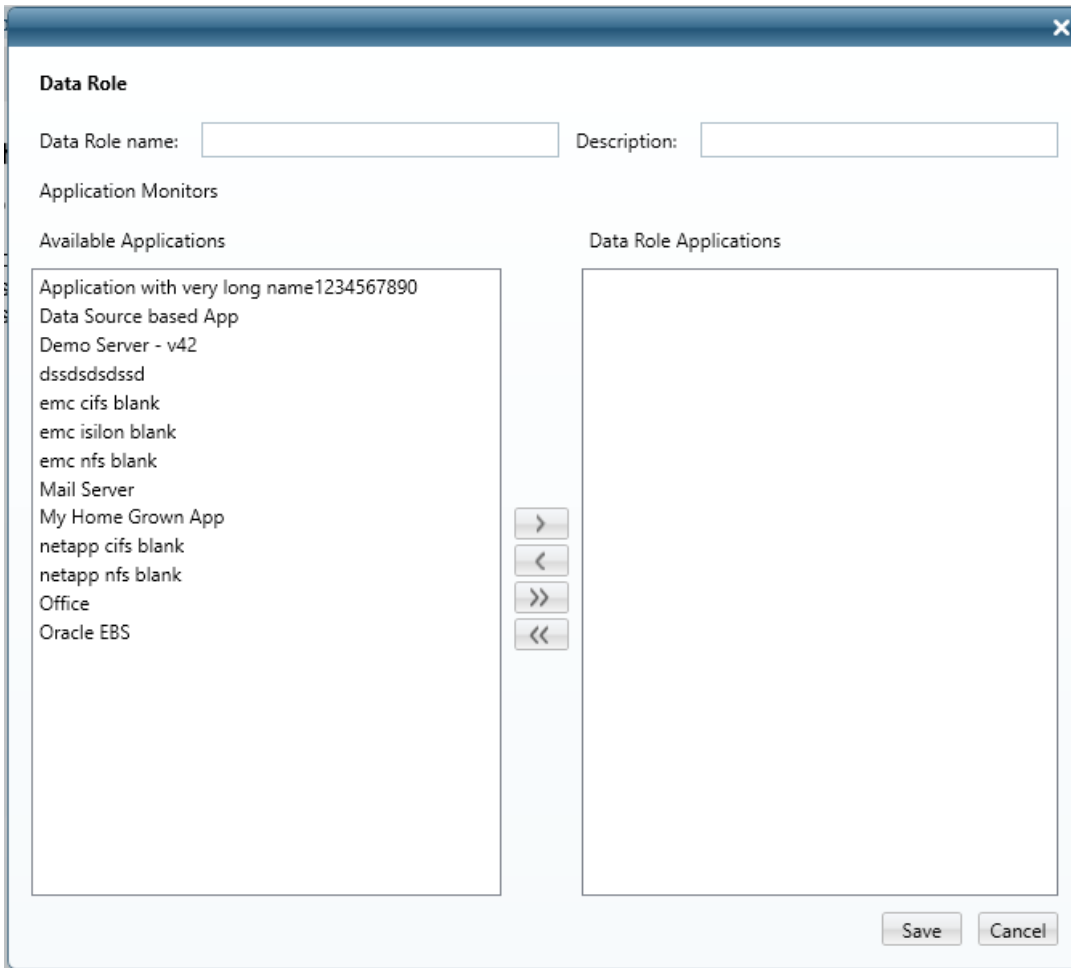 Data Role
Data Role name: Description:
Application Monitors
Available Applications Data Role Applications
Application with very long name1234567890
Data Source based App
Demo Server - v42
dssdsdsdssd
emc cifs blank
emc isilon blank
emc nfs blank
Mail Server
My Home Grown App
netapp cifs blank
netapp nfs blank
Office
Oracle EBS
Save Cancel